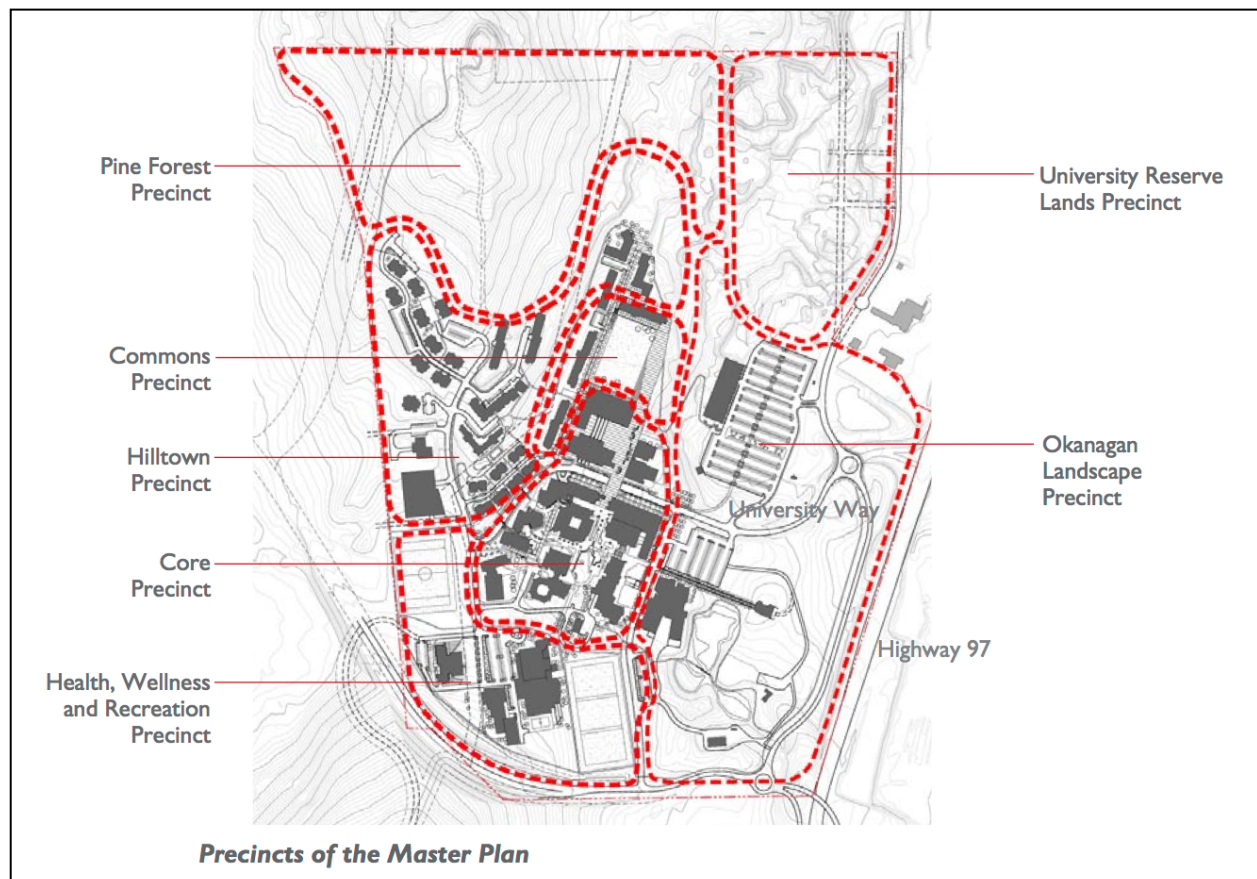 Pine Forest
Precinct
University Reserve
Lands Precinct
Commons
Precinct
Hilltown
Precinct
Okanagan
Landscape
Precinct
University Way
Core
Precinct
Highway 97
Health, Wellness
and Recreation
Precinct
Precincts of the Master Plan